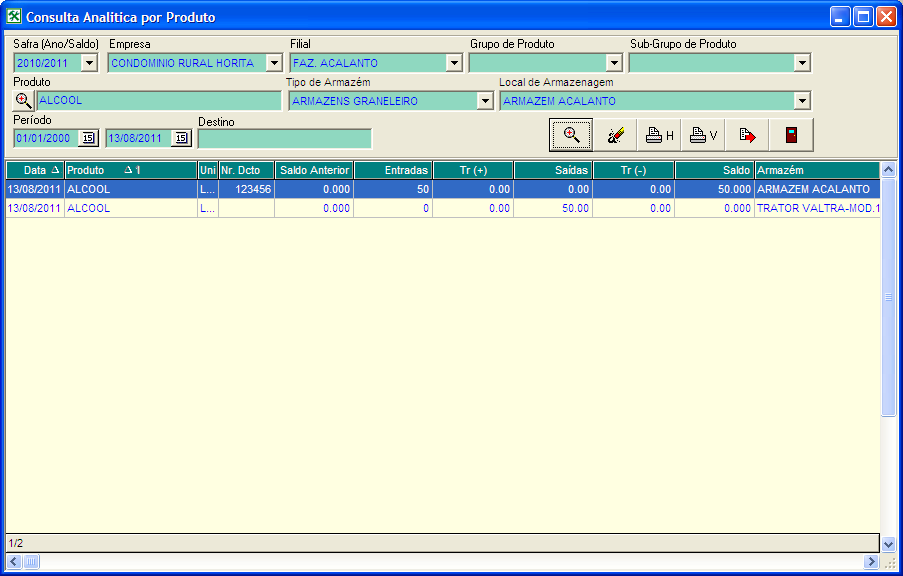 Consulta Analitica por Produto
Safra (Ano/Saldo) Empresa Filial Grupo de Produto Sub-Grupo de Produto
2010/2011 CONDOMINIO RURAL HORITA FAZ. ACALANTO
Produto Tipo de Armazém Local de Armazenagem
ALCOOL ARMAZENS GRANELEIRO ARMAZEM ACALANTO
Período Destino
01/01/2000 15 13/08/2011 15 H V
Data Produto 1 Uni Nr. Dcto Saldo Anterior Entradas Tr (+) Saídas Tr (-) Saldo Armazém
13/08/2011 ALCOOL L... 123456 0.000 50 0.00 0.00 0.00 50.000 ARMAZEM ACALANTO
13/08/2011 ALCOOL L... 0.000 0 0.00 50.00 0.00 0.000 TRATOR VALTRA-MOD.1
1/2